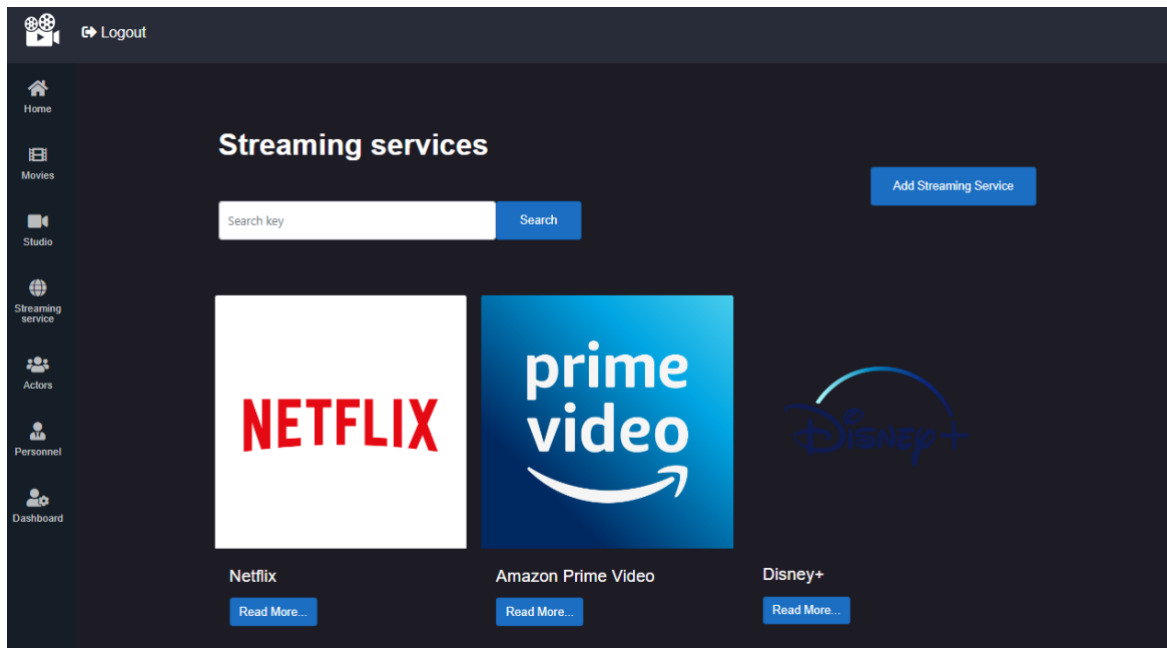 Logout
Home
Movies
Studio
Streaming
service
Actors
Personnel
Dashboard
Streaming services
Add Streaming Service
Search key
Search
NETFLIX
prime
video
Disney+
Netflix
Amazon Prime Video
Disney+
Read More...
Read More...
Read More...